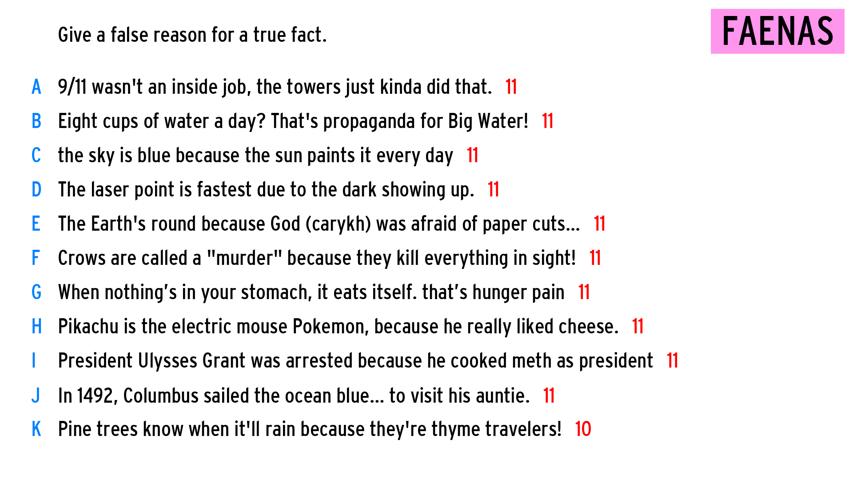 Give a false reason for a true fact.
FAENAS
A 9/11 wasn't an inside job, the towers just kinda did that. 11
B Eight cups of water a day? That's propaganda for Big Water! 11
C the sky is blue because the sun paints it every day 11
D The laser point is fastest due to the dark showing up. 11
E The Earth's round because God (carykh) was afraid of paper cuts... 11
F Crows are called a "murder" because they kill everything in sight! 11
G When nothing’s in your stomach, it eats itself. that’s hunger pain 11
H Pikachu is the electric mouse Pokemon, because he really liked cheese. 11
I President Ulysses Grant was arrested because he cooked meth as president 11
J In 1492, Columbus sailed the ocean blue... to visit his auntie. 11
K Pine trees know when it'll rain because they're thyme travelers! 10